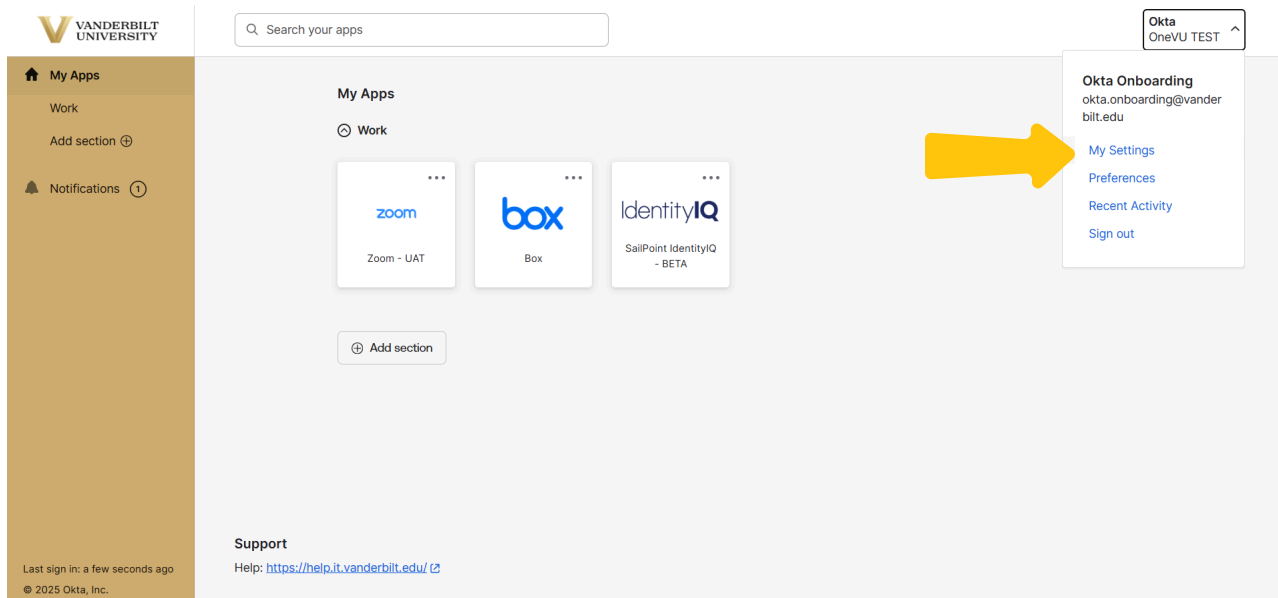 VANDERBILT
UNIVERSITY
Search your apps
Okta
OneVU TEST
My Apps
Work
Add section
Notifications 1
Last sign in: a few seconds ago
© 2025 Okta, Inc.
My Apps
Work
zoom
Zoom - UAT
box
Box
IdentityIQ
SailPoint IdentityIQ
- BETA
Add section
Support
Help: https://help.it.vanderbilt.edu/
Okta Onboarding
okta.onboarding@vander
bilt.edu
My Settings
Preferences
Recent Activity
Sign out